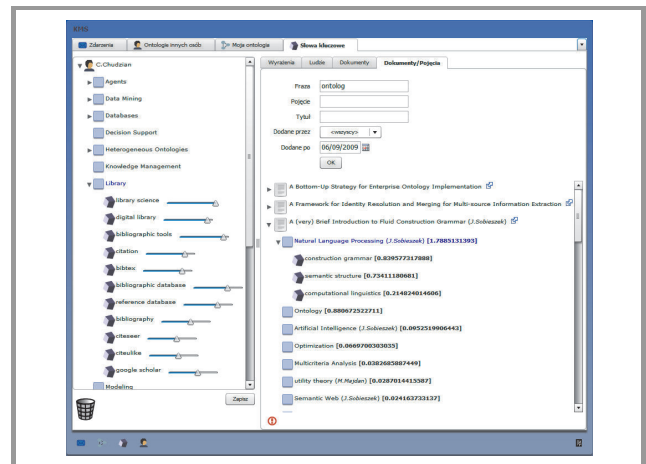 KMS
Zdarzenia
Ontologie innych osób
Moja ontologia
Słowa kluczowe
C.Chudzian
Agents
Data Mining
Databases
Decision Support
Heterogeneous Ontologies
Knowledge Management
Library
library science
digital library
bibliographic tools
citation
bibtex
bibliographic database
reference database
bibliography
citeseer
citeulike
google scholar
Modeling
Zapisz
Wyrażenia
Ludzie
Dokumenty
Dokumenty/Pojęcia
Fraza ontolog
Pojęcie
Tytuł
Dodane przez <wszyscy>
Dodane po 06/09/2009
OK
A Bottom-Up Strategy for Enterprise Ontology Implementation
A Framework for Identity Resolution and Merging for Multi-source Information Extraction
A (very) Brief Introduction to Fluid Construction Grammar (J.Sobieszek)
Natural Language Processing (J.Sobieszek) [1.7885131393]
construction grammar [0.839577317888]
semantic structure [0.73411180681]
computational linguistics [0.214824014606]
Ontology [0.880672522711]
Artificial Intelligence (J.Sobieszek) [0.0952519906443]
Optimization [0.0669700303035]
Multicriteria Analysis [0.0382685887449]
utility theory (M.Majdan) [0.0287014415587]
Semantic Web (J.Sobieszek) [0.024163733137]